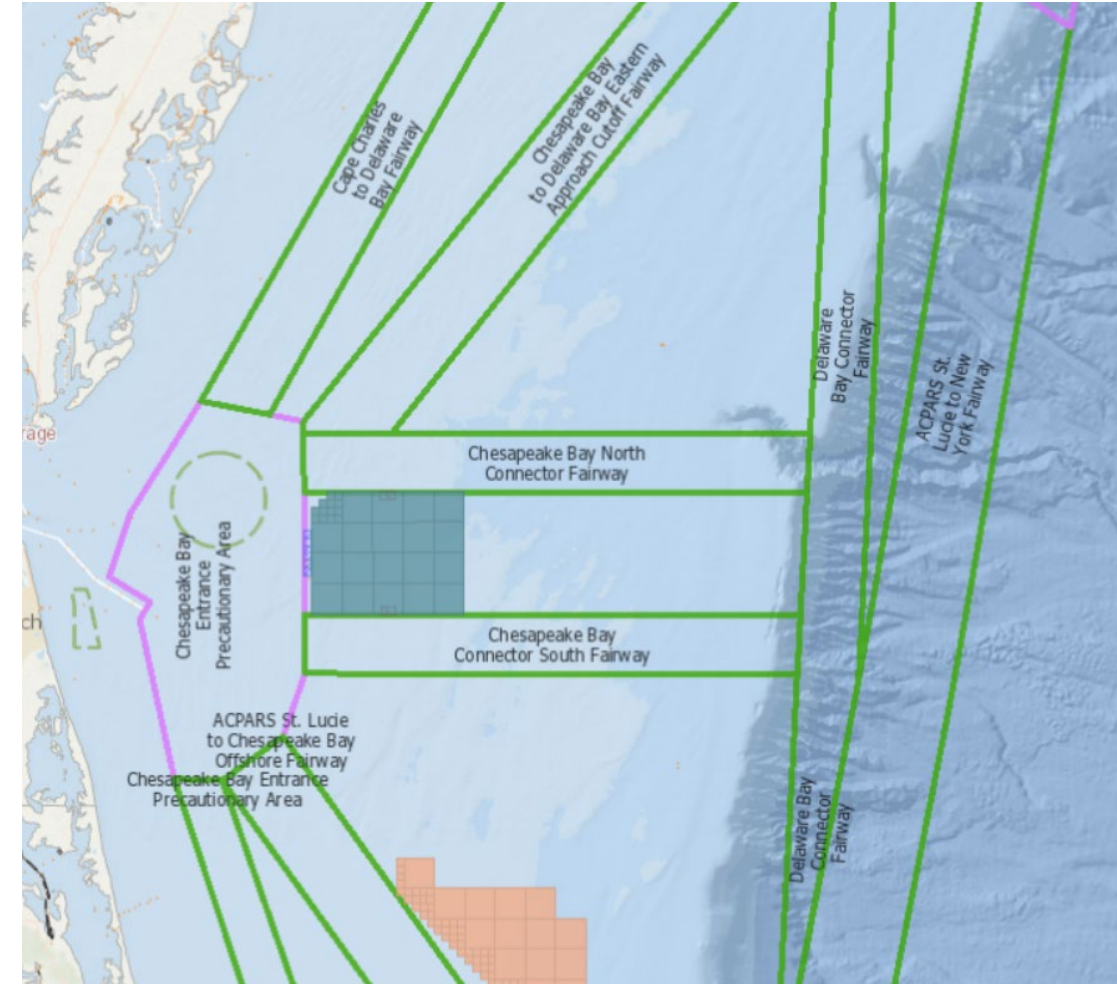 Cape Charles
to Delaware
Bay Fairway
Chesapeake Bay
to Delaware Bay Eastern
Approach Cutoff Fairway
Delaware
Bay Connector
Fairway
ACPARS St.
Lucie to New
York Fairway
rage
Chesapeake Bay North
Connector Fairway
Chesapeake Bay
Entrance
Precautionary Area
ch
Chesapeake Bay
Connector South Fairway
ACPARS St. Lucie
to Chesapeake Bay
Offshore Fairway
Chesapeake Bay Entrance
Precautionary Area
Delaware Bay
Connector
Fairway